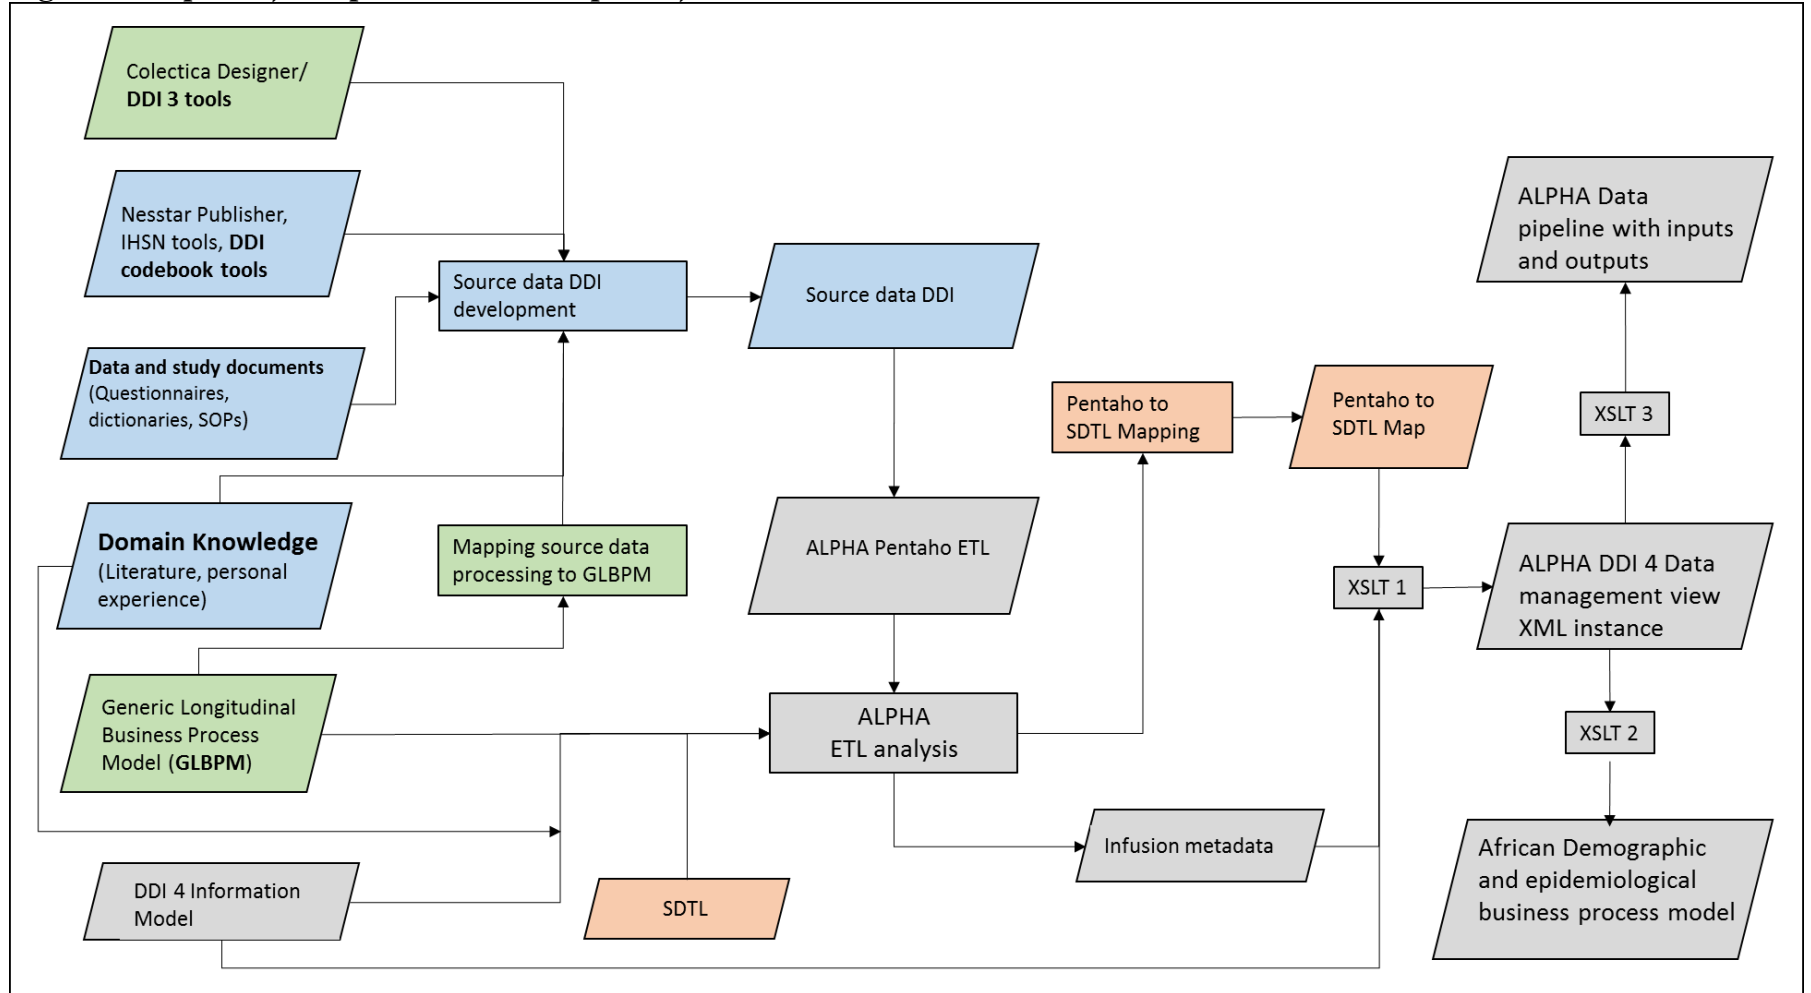 Colectica Designer/
DDI 3 tools
Nesstar Publisher,
IHSN tools, DDI
codebook tools
Data and study documents
(Questionnaires,
dictionaries, SOPs)
Domain Knowledge
(Literature, personal
experience)
Generic Longitudinal
Business Process
Model (GLBPM)
DDI 4 Information
Model
Source data DDI
development
Mapping source data
processing to GLBPM
SDTL
Source data DDI
ALPHA Pentaho ETL
ALPHA
ETL analysis
Pentaho to
SDTL Mapping
Infusion metadata
Pentaho to
SDTL Map
XSLT 1
ALPHA Data
pipeline with inputs
and outputs
XSLT 3
ALPHA DDI 4 Data
management view
XML instance
XSLT 2
African Demographic
and epidemiological
business process model